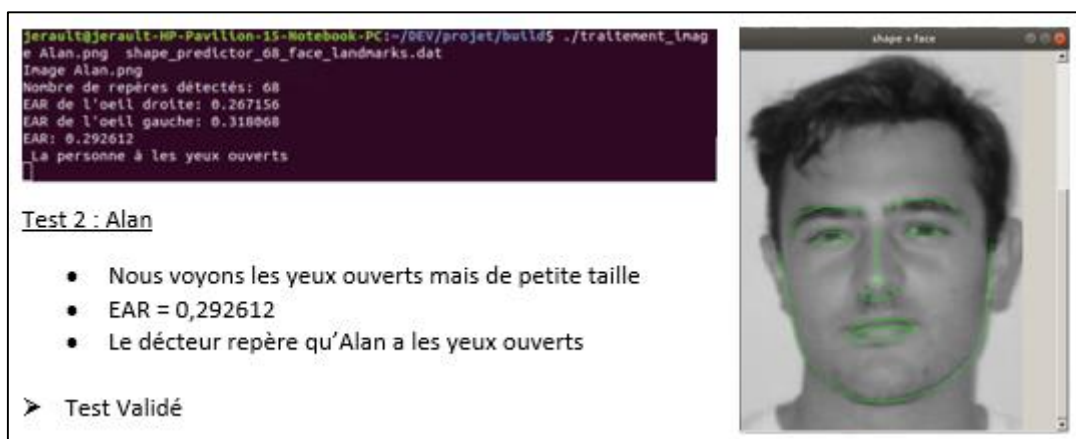 jerault@jerault-HP-Pavilion-15-Notebook-PC:~/DEV/projet/build$ ./traitement_imag
e Alan.png  shape_predictor_68_face_landmarks.dat
Image Alan.png
Nombre de repères détectés: 68
EAR de l'oeil droite: 0.267156
EAR de l'oeil gauche: 0.318068
EAR: 0.292612
_La personne à les yeux ouverts
shape + face
Test 2 : Alan
• Nous voyons les yeux ouverts mais de petite taille
• EAR = 0,292612
• Le décteur repère qu'Alan a les yeux ouverts
➤ Test Validé